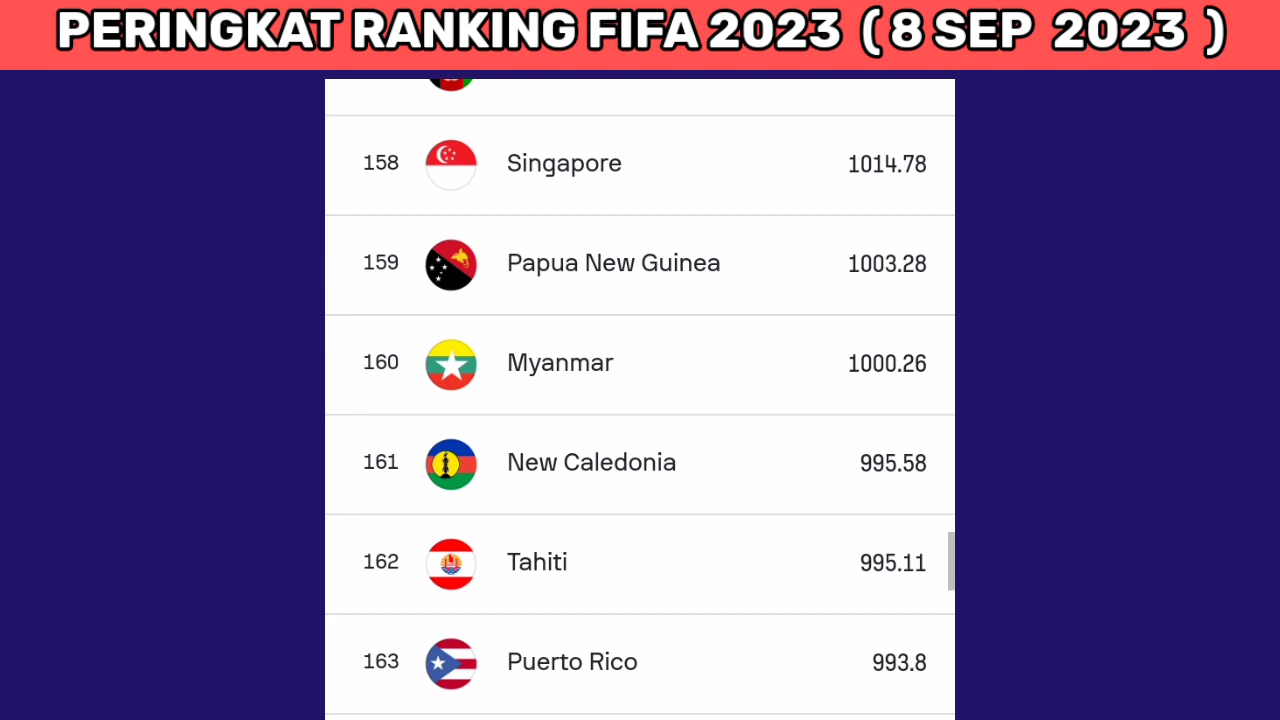 PERINGKAT RANKING FIFA 2023 ( 8 SEP 2023 )
158 Singapore 1014.78
159 Papua New Guinea 1003.28
160 Myanmar 1000.26
161 New Caledonia 995.58
162 Tahiti 995.11
163 Puerto Rico 993.8